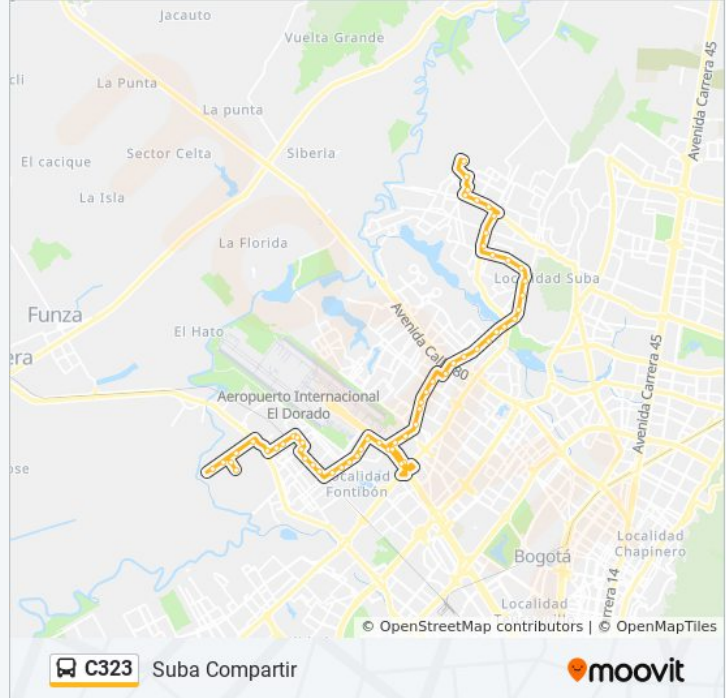 Jacauto
Vuelta Grande
Avenida Carrera 45
La Punta
La punta
El cacique
Sector Celta
Siberia
La Isla
La Florida
Localidad Suba
Funza
El Hato
Avenida Calle 80
Avenida Carrera 45
Aeropuerto Internacional
El Dorado
Localidad
Fontibón
Localidad
Chapinero
Bogotá
Localidad
© OpenStreetMap contributors | © OpenMapTiles
C323 Suba Compartir
moovit